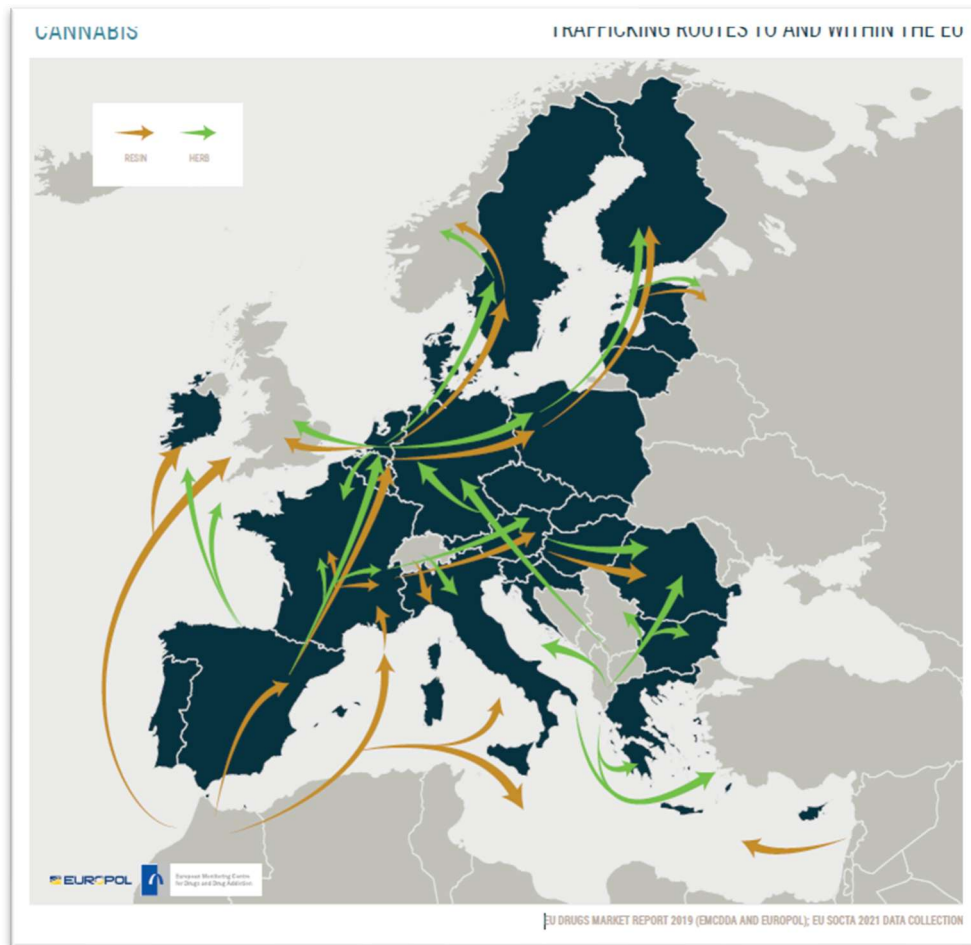 CANNABIS
TRAFFICKING ROUTES TO AND WITHIN THE EU
RESIN
HERB
EUROPOL
European Monitoring Centre
for Drugs and Drug Addiction
EU DRUGS MARKET REPORT 2019 (EMCDDA AND EUROPOL); EU SOCTA 2021 DATA COLLECTION